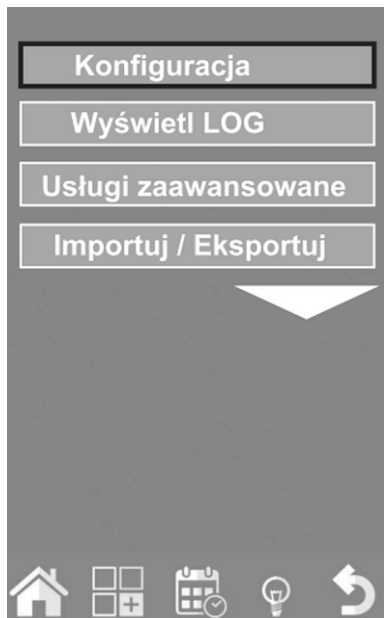 Konfiguracja
Wyświetl LOG
Usługi zaawansowane
Importuj / Eksportuj